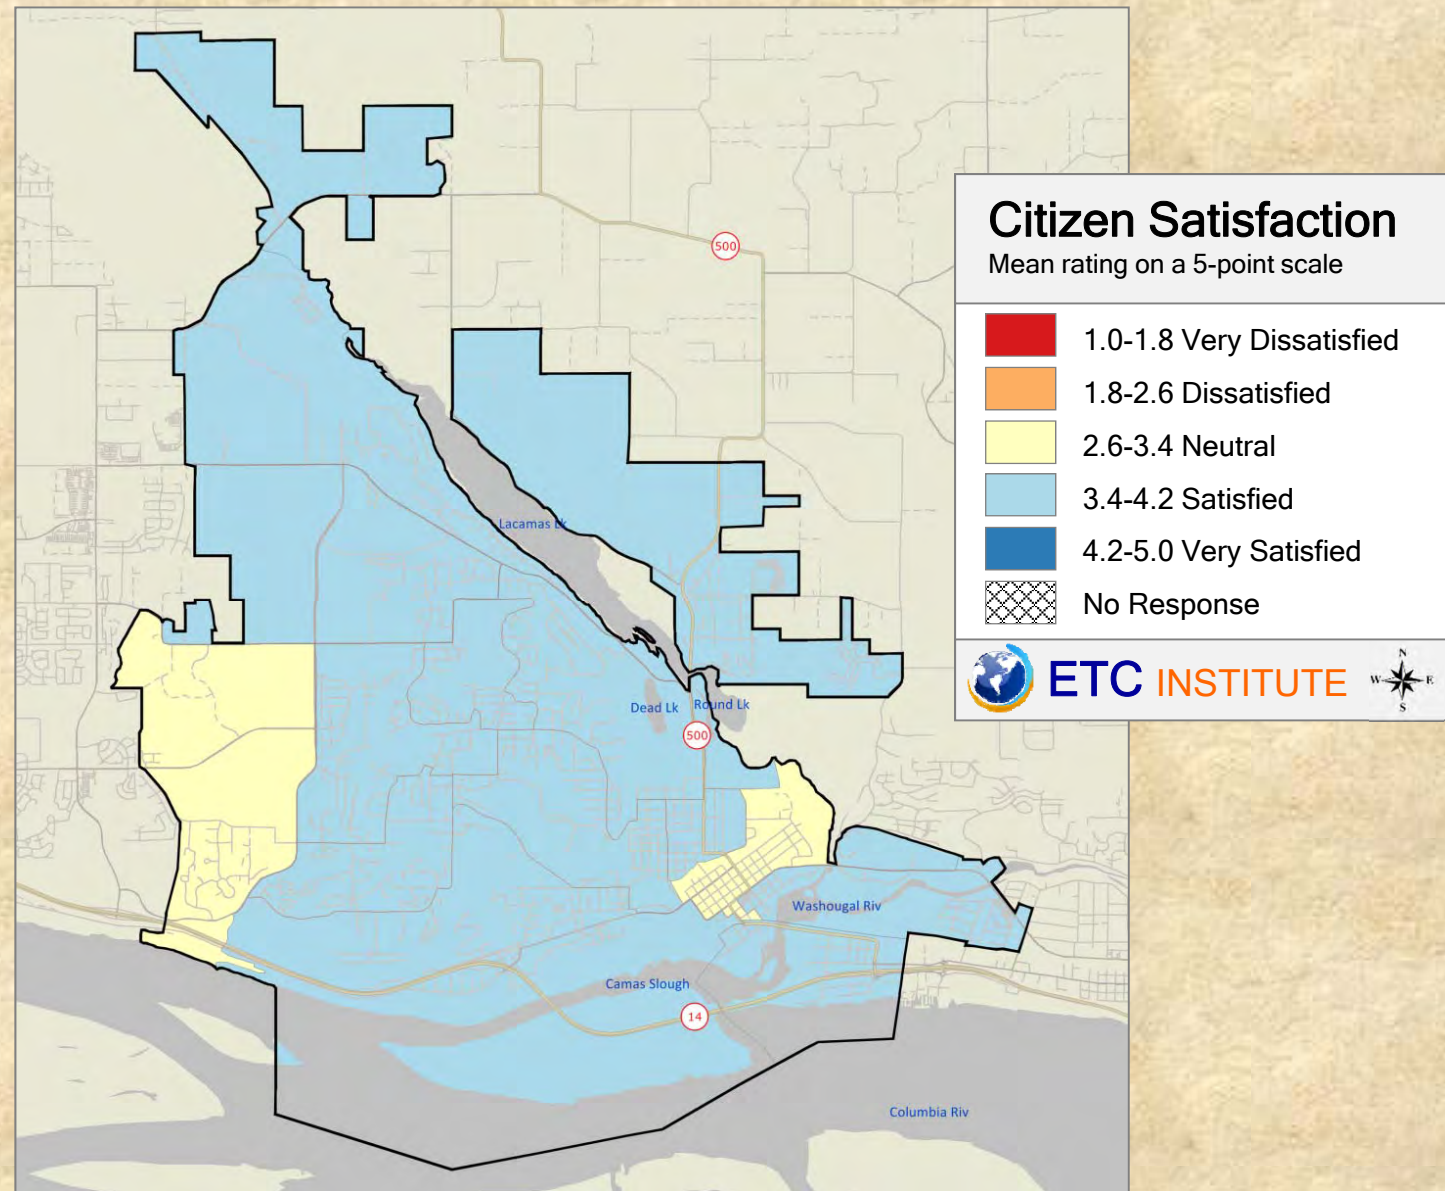 500
Citizen Satisfaction
Mean rating on a 5-point scale
1.0-1.8 Very Dissatisfied
1.8-2.6 Dissatisfied
2.6-3.4 Neutral
3.4-4.2 Satisfied
4.2-5.0 Very Satisfied
No Response
ETC INSTITUTE
N
W E
S
Lacamas Lk
Dead Lk
Round Lk
500
Washougal Riv
Camas Slough
14
Columbia Riv